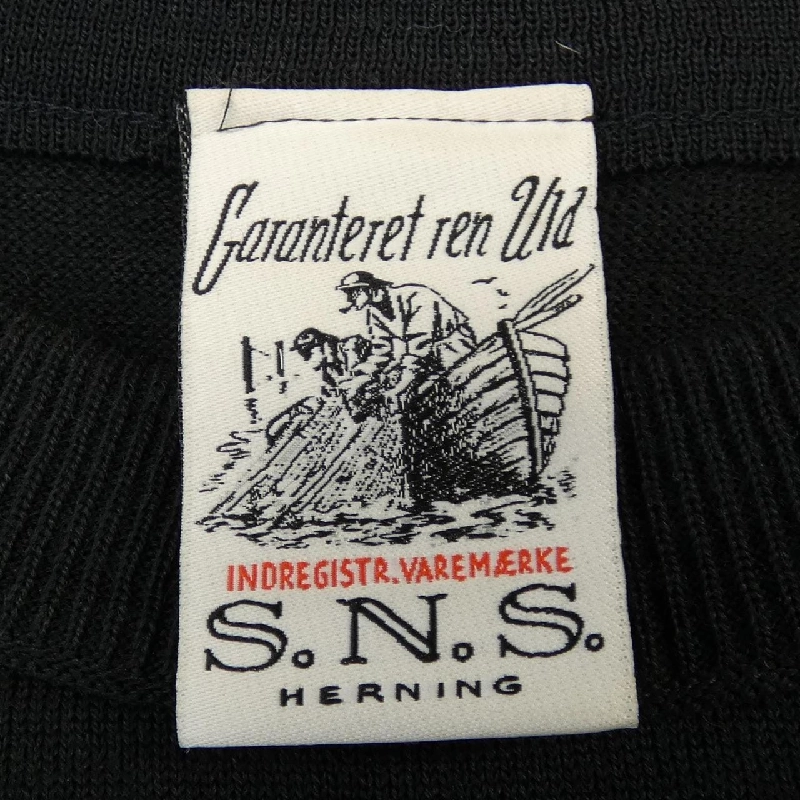 Garanteret ren Uld
INDREGISTR. VAREMÆRKE
S.N.S.
HERNING